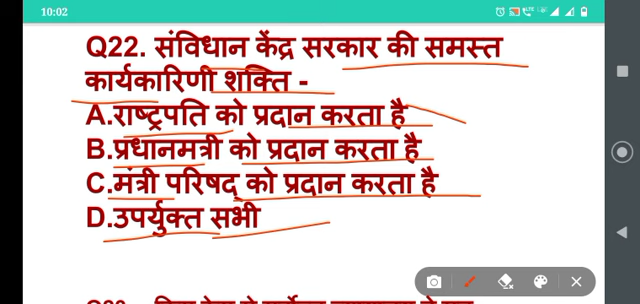 10:02
Q22. संविधान केंद्र सरकार की समस्त
कार्यकारिणी शक्ति -
A.राष्ट्रपति को प्रदान करता है
B.प्रधानमत्री को प्रदान करता है
C.मंत्री परिषद् को प्रदान करता है
D.उपर्युक्त सभी